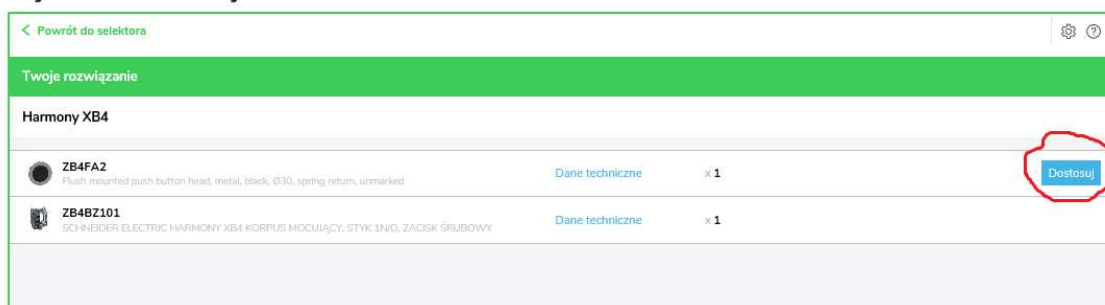 Powrót do selektora
Twoje rozwiązanie
Harmony XB4
ZB4FA2
Flush mounted push button head, metal, black, Ø30, spring return, unmarked
Dane techniczne
x 1
Dostosuj
ZB4BZ101
SCHNEIDER ELECTRIC HARMONY XB4 KORPUS MOCUJĄCY, STYK 1N/O, ZACISK ŚRUBOWY
Dane techniczne
x 1